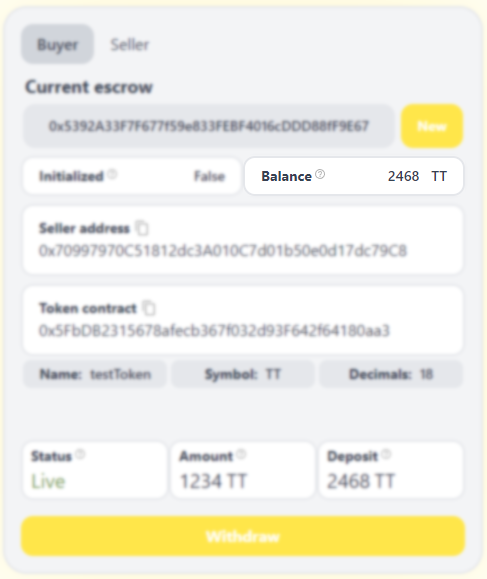 Buyer Seller
Current escrow
0x5392A33F7F677f59e833FEBF4016cDDD88fF9E67 New
Initialized False Balance 2468 TT
Seller address
0x70997970C51812dc3A010C7d01b50e0d17dc79C8
Token contract
0x5FbDB2315678afecb367f032d93F642f64180aa3
Name: testToken Symbol: TT Decimals: 18
Status Amount Deposit
Live 1234 TT 2468 TT
Withdraw